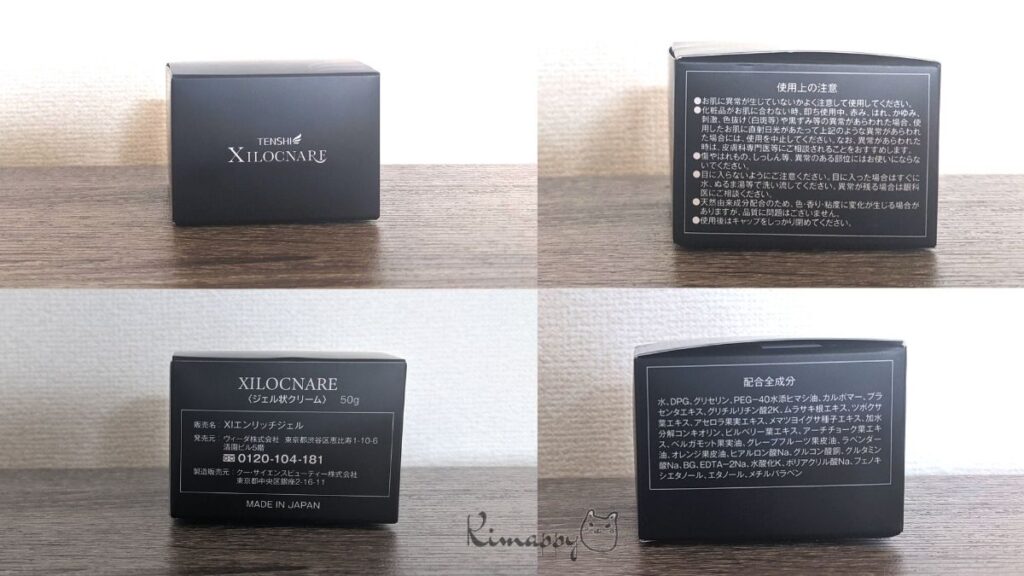 TENSHI
XILOCNARE
使用上の注意
●お肌に異常が生じていないかよく注意して使用してください。
●化粧品がお肌に合わない時、即ち使用中、赤み、はれ、かゆみ、
刺激、色抜け(白斑等)や黒ずみ等の異常があらわれた場合、使
用したお肌に直射日光があたって上記のような異常があらわれ
た場合には、使用を中止してください。なお、異常があらわれた
時は、皮膚科専門医等にご相談されることをおすすめします。
●傷やはれもの、しっしん等、異常のある部位にはお使いにならな
いでください。
●目に入らないようにご注意ください。目に入った場合はすぐに
水、ぬるま湯等で洗い流してください。異常が残る場合は眼科
医にご相談ください。
●天然由来成分配合のため、色・香り・粘度に変化が生じる場合が
ありますが、品質に問題はございません。
●使用後はキャップをしっかり閉めてください。
XILOCNARE
〈ジェル状クリーム〉 50g
販売名 XIエンリッチジェル
発売元 ヴィーダ株式会社 東京都渋谷区恵比寿1-10-6
清園ビル5階
0120-104-181
製造販売元 クー・サイエンスビューティー株式会社
東京都中央区銀座2-16-11
MADE IN JAPAN
配合全成分
水、DPG、グリセリン、PEG-40水添ヒマシ油、カルボマー、プラ
センタエキス、グリチルリチン酸2K、ムラサキ根エキス、ツボクサ
葉エキス、アセロラ果実エキス、メマツヨイグサ種子エキス、加水
分解コンキオリン、ビルベリー葉エキス、アーチチョーク葉エキ
ス、ベルガモット果実油、グレープフルーツ果皮油、ラベンダー
油、オレンジ果皮油、ヒアルロン酸Na、グルコン酸銅、グルタミン
酸Na、BG、EDTA-2Na、水酸化K、ポリアクリル酸Na、フェノキ
シエタノール、エタノール、メチルパラベン
Kimappy